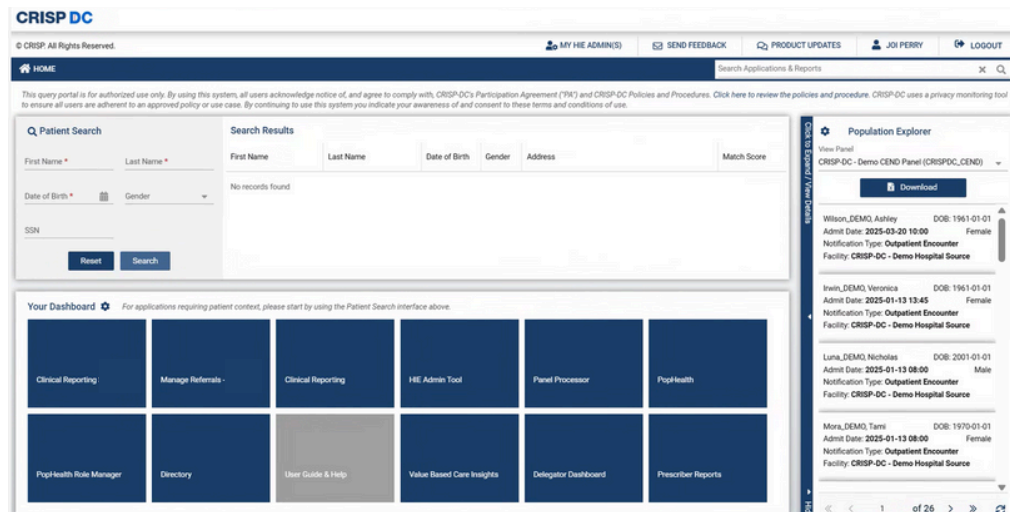 CRISP DC
© CRISP. All Rights Reserved.
MY HIE ADMIN(S)
SEND FEEDBACK
PRODUCT UPDATES
JOI PERRY
LOGOUT
HOME
Search Applications & Reports
This query portal is for authorized use only. By using this system, all users acknowledge notice of, and agree to comply with, CRISP-DC's Participation Agreement ("PA") and CRISP-DC Policies and Procedures. Click here to review the policies and procedure. CRISP-DC uses a privacy monitoring tool
to ensure all users are adherent to an approved policy or use case. By continuing to use this system you indicate your awareness of and consent to these terms and conditions of use.
Patient Search
First Name *
Last Name *
Date of Birth *
Gender
SSN
Reset
Search
Search Results
First Name
Last Name
Date of Birth
Gender
Address
Match Score
No records found
Your Dashboard
For applications requiring patient context, please start by using the Patient Search interface above.
Clinical Reporting
Manage Referrals -
Clinical Reporting
HIE Admin Tool
Panel Processor
PopHealth
PopHealth Role Manager
Directory
User Guide & Help
Value Based Care Insights
Delegator Dashboard
Prescriber Reports
Click to Expand / View Details
Population Explorer
View Panel
CRISP-DC - Demo CEND Panel (CRISPDC_CEND)
Download
Wilson_DEMO, Ashley DOB: 1961-01-01
Admit Date: 2025-03-20 10:00 Female
Notification Type: Outpatient Encounter
Facility: CRISP-DC - Demo Hospital Source
Irwin_DEMO, Veronica DOB: 1961-01-01
Admit Date: 2025-01-13 13:45 Female
Notification Type: Outpatient Encounter
Facility: CRISP-DC - Demo Hospital Source
Luna_DEMO, Nicholas DOB: 2001-01-01
Admit Date: 2025-01-13 08:00 Male
Notification Type: Outpatient Encounter
Facility: CRISP-DC - Demo Hospital Source
Mora_DEMO, Tami DOB: 1970-01-01
Admit Date: 2025-01-13 08:00 Female
Notification Type: Outpatient Encounter
Facility: CRISP-DC - Demo Hospital Source
1 of 26